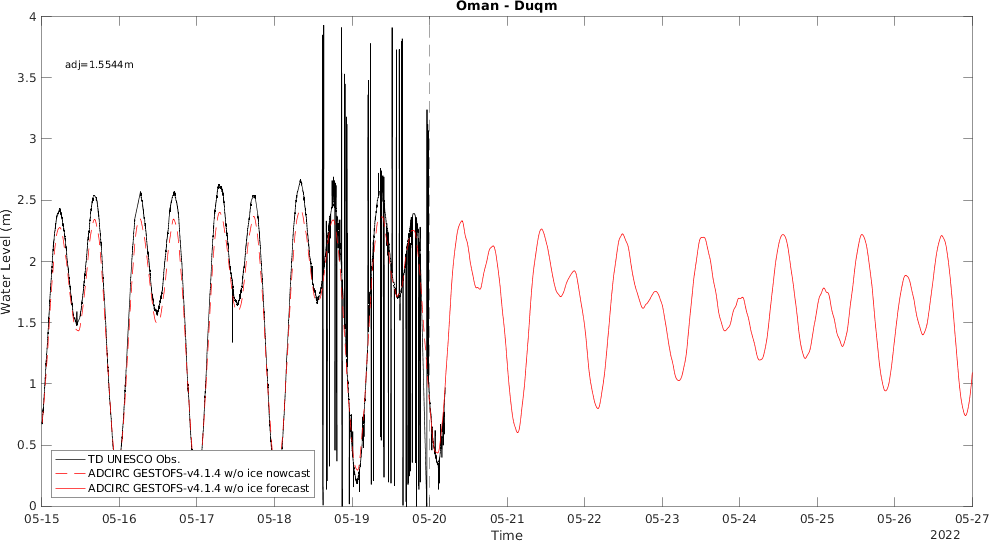 Oman - Duqm
adj=1.5544m
Water Level (m)
4
3.5
3
2.5
2
1.5
1
0.5
0
TD UNESCO Obs.
ADCIRC GESTOFS-v4.1.4 w/o ice nowcast
ADCIRC GESTOFS-v4.1.4 w/o ice forecast
05-15 05-16 05-17 05-18 05-19 05-20 05-21 05-22 05-23 05-24 05-25 05-26 05-27
Time
2022